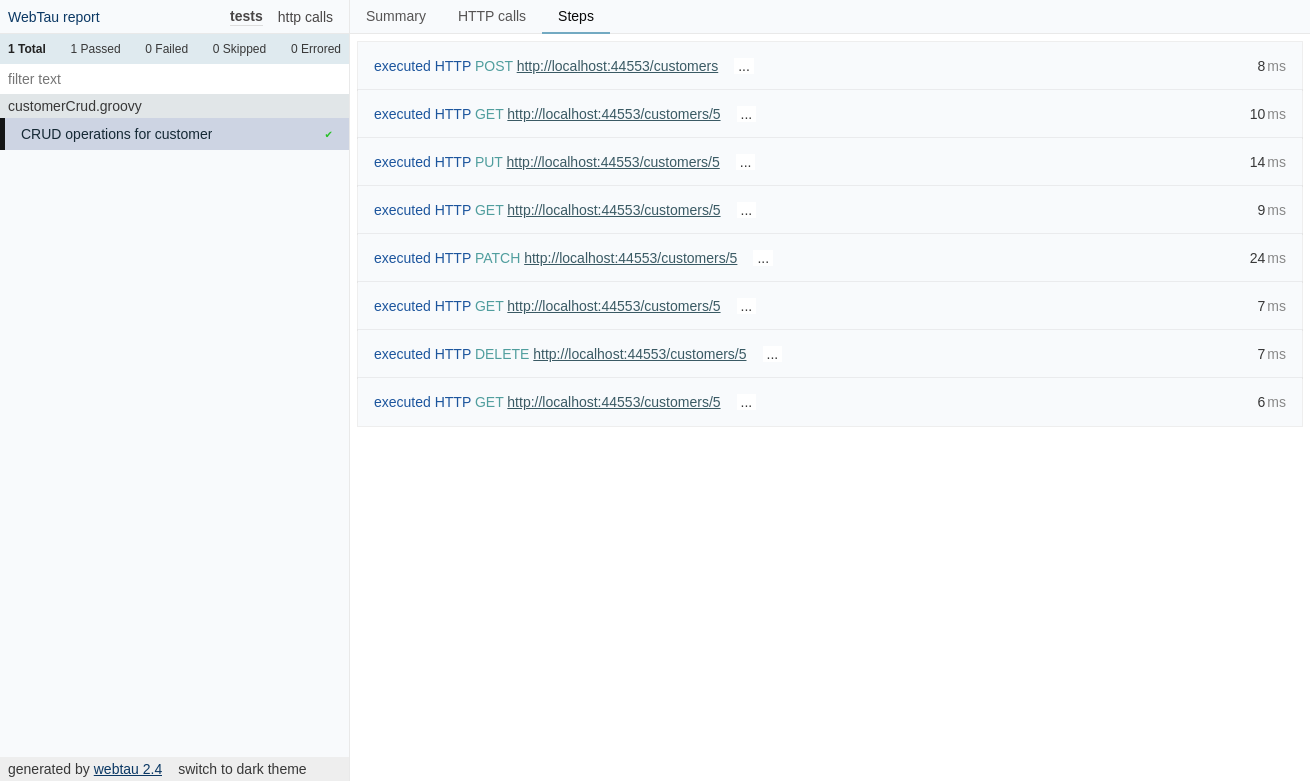 WebTau report tests http calls
1 Total 1 Passed 0 Failed 0 Skipped 0 Errored
filter text
customerCrud.groovy
CRUD operations for customer ✔
generated by webtau 2.4 switch to dark theme
Summary HTTP calls Steps
executed HTTP POST http://localhost:44553/customers ... 8 ms
executed HTTP GET http://localhost:44553/customers/5 ... 10 ms
executed HTTP PUT http://localhost:44553/customers/5 ... 14 ms
executed HTTP GET http://localhost:44553/customers/5 ... 9 ms
executed HTTP PATCH http://localhost:44553/customers/5 ... 24 ms
executed HTTP GET http://localhost:44553/customers/5 ... 7 ms
executed HTTP DELETE http://localhost:44553/customers/5 ... 7 ms
executed HTTP GET http://localhost:44553/customers/5 ... 6 ms